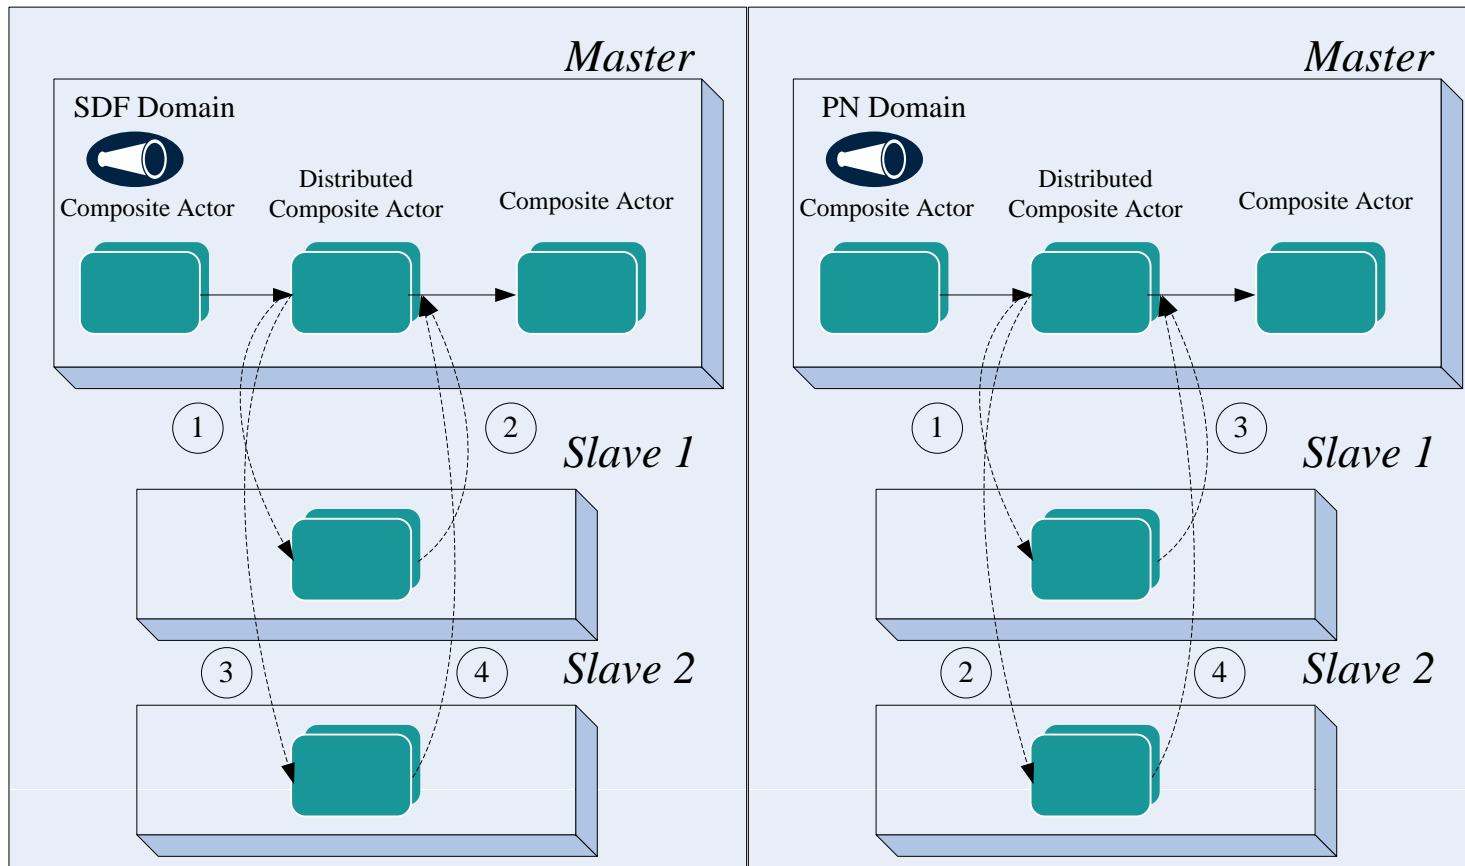 Master
SDF Domain
Composite Actor
Distributed
Composite Actor
Composite Actor
1
2
Slave 1
3
4
Slave 2
Master
PN Domain
Composite Actor
Distributed
Composite Actor
Composite Actor
1
3
Slave 1
2
4
Slave 2